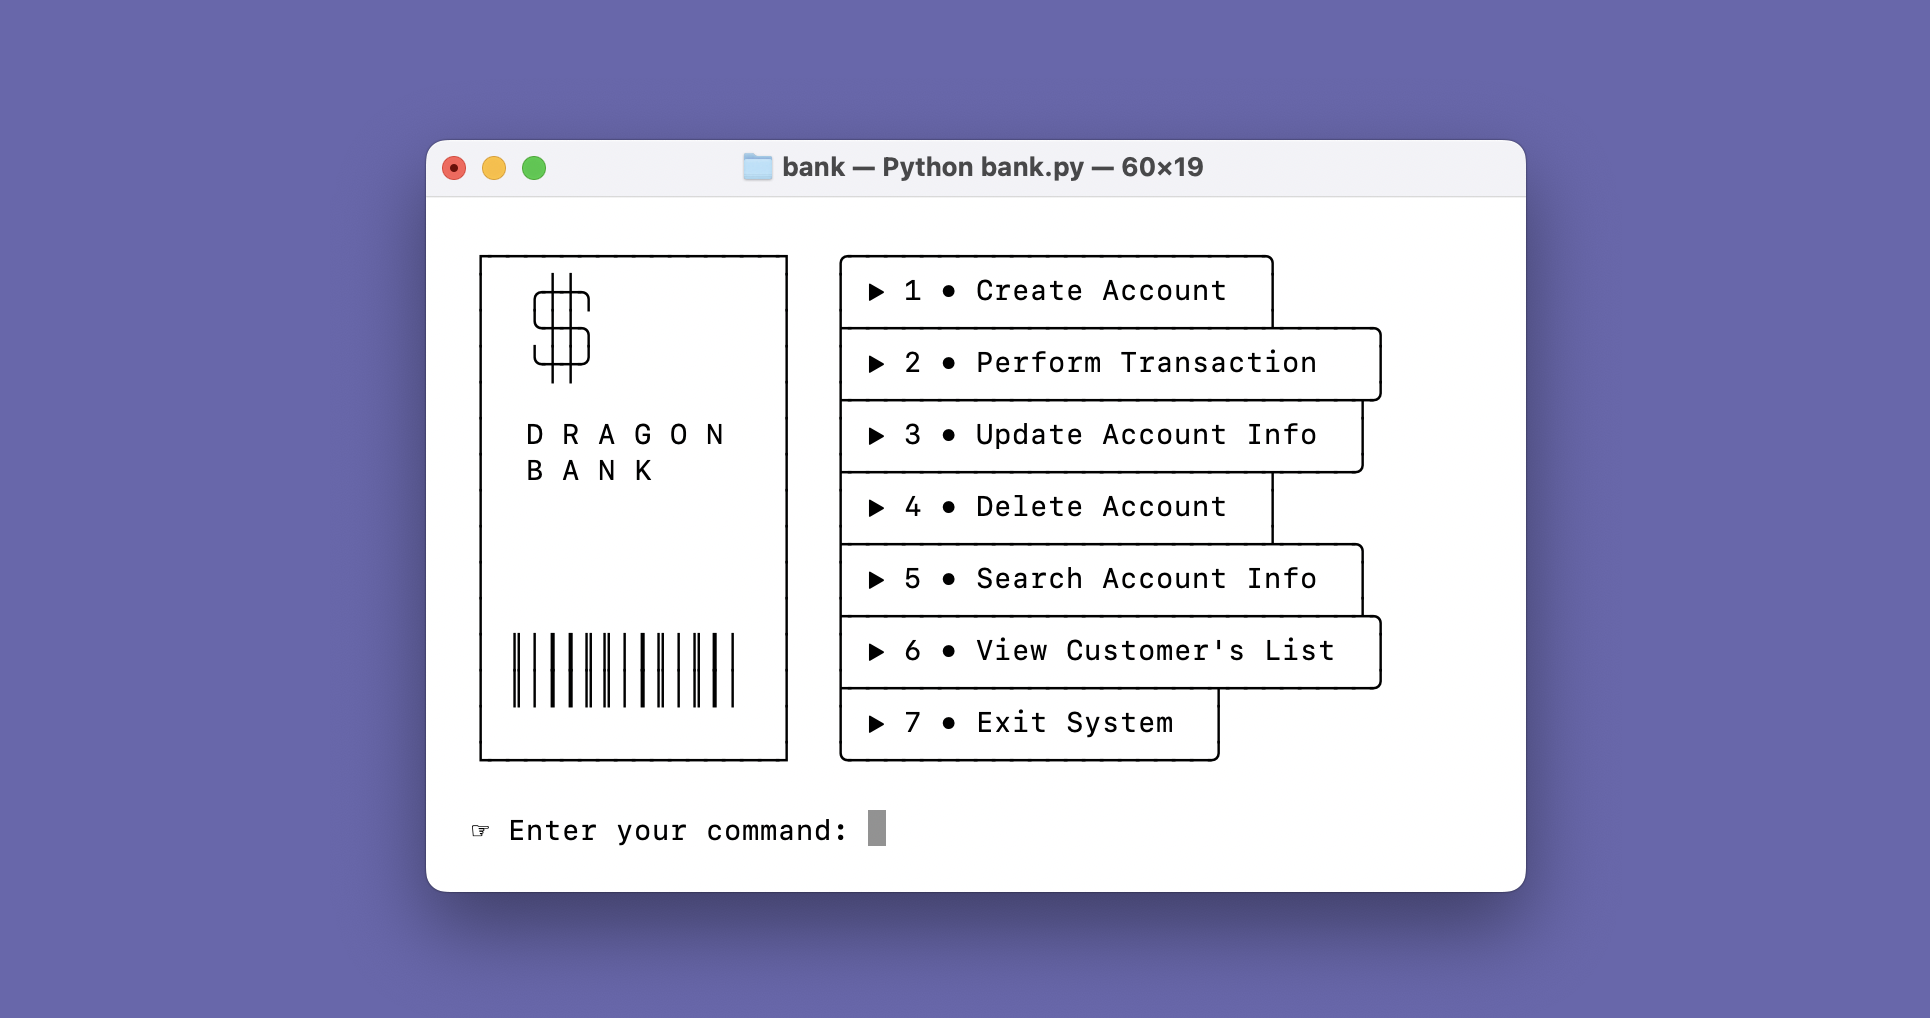 bank — Python bank.py — 60×19
$
D R A G O N
B A N K
▶ 1 • Create Account
▶ 2 • Perform Transaction
▶ 3 • Update Account Info
▶ 4 • Delete Account
▶ 5 • Search Account Info
▶ 6 • View Customer's List
▶ 7 • Exit System
☞ Enter your command: